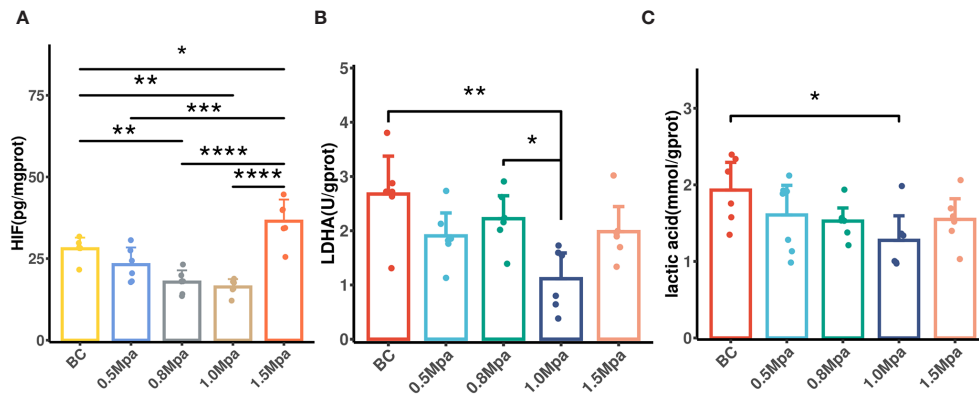 A
HIF(pg/mgprot)
75
50
25
0
*
**
***
**
****
****
BC
0.5Mpa
0.8Mpa
1.0Mpa
1.5Mpa
B
LDHA(U/gprot)
5
4
3
2
1
0
**
*
BC
0.5Mpa
0.8Mpa
1.0Mpa
1.5Mpa
C
lactic acid(mmol/gprot)
3
2
1
0
*
BC
0.5Mpa
0.8Mpa
1.0Mpa
1.5Mpa